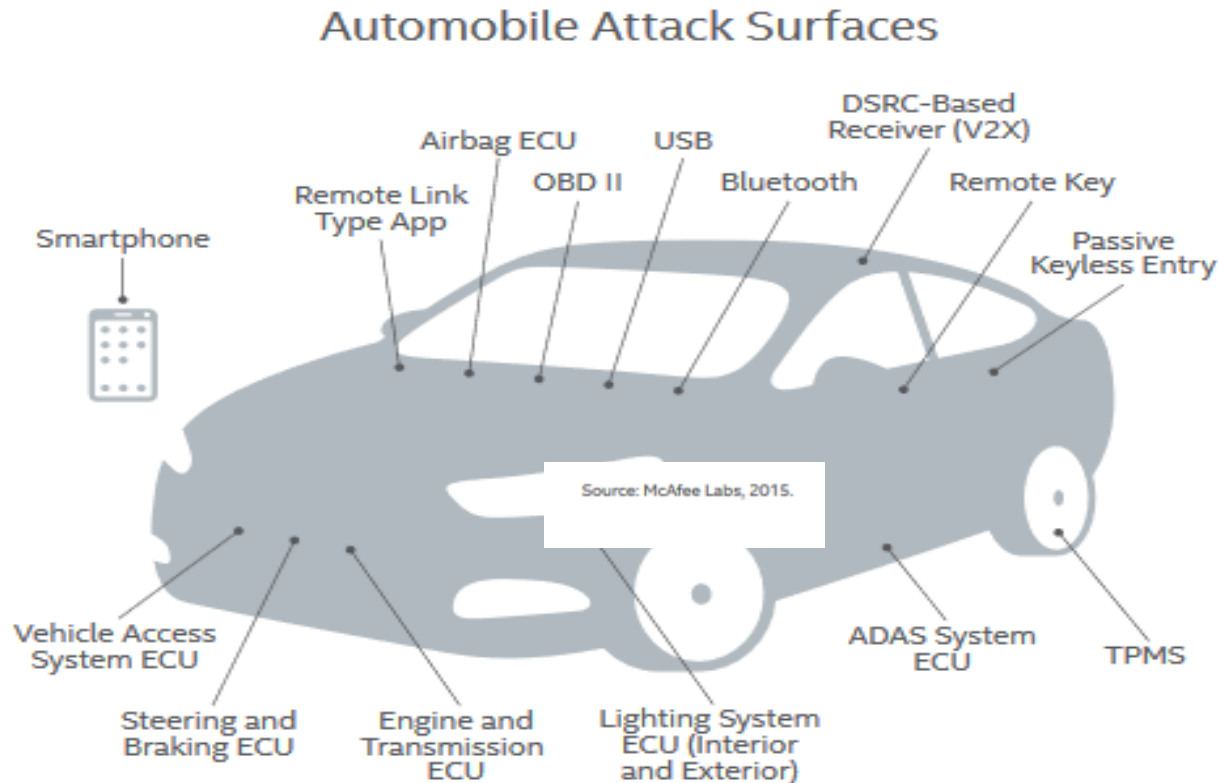 Automobile Attack Surfaces
DSRC-Based
Receiver (V2X)
Airbag ECU
USB
OBD II
Bluetooth
Remote Key
Remote Link
Type App
Smartphone
Passive
Keyless Entry
Source: McAfee Labs, 2015.
Vehicle Access
System ECU
ADAS System
ECU
TPMS
Steering and
Braking ECU
Engine and
Transmission
ECU
Lighting System
ECU (Interior
and Exterior)